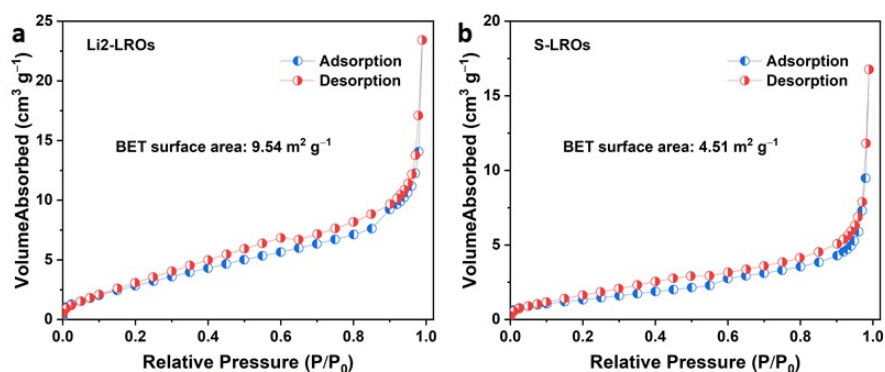 a
Li2-LROs
Adsorption
Desorption
BET surface area: 9.54 m² g⁻¹
VolumeAbsorbed (cm³ g⁻¹)
25
20
15
10
5
0
0.0 0.2 0.4 0.6 0.8 1.0
Relative Pressure (P/P₀)
b
S-LROs
Adsorption
Desorption
BET surface area: 4.51 m² g⁻¹
VolumeAbsorbed (cm³ g⁻¹)
20
15
10
5
0
0.0 0.2 0.4 0.6 0.8 1.0
Relative Pressure (P/P₀)